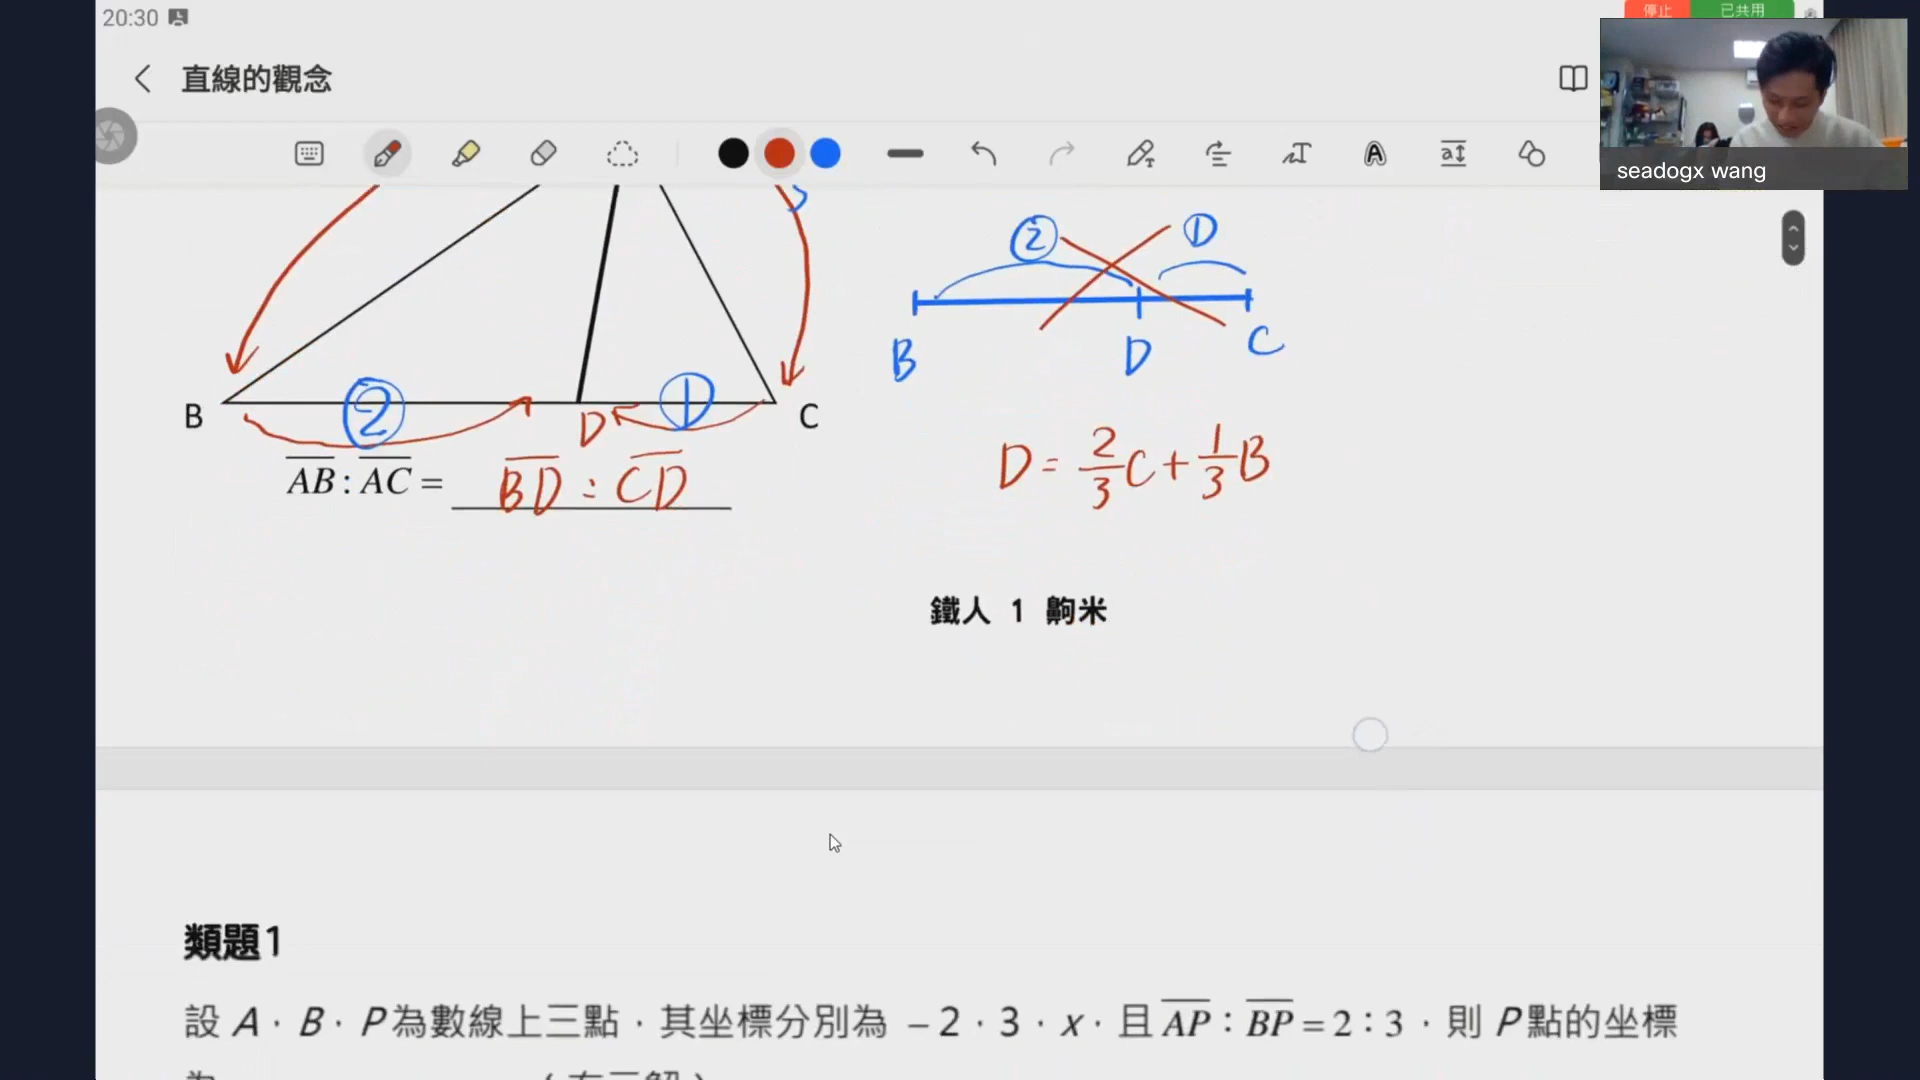 20:30
停止 已共用
直線的觀念
seadogx wang
② ①
B D C
B ② D ① C
AB : AC = BD : CD
D = 2/3 C + 1/3 B
鐵人 1 齁米
類題1
設 A、B、P為數線上三點，其坐標分別為 −2、3、x，且 AP : BP = 2 : 3，則 P點的坐標